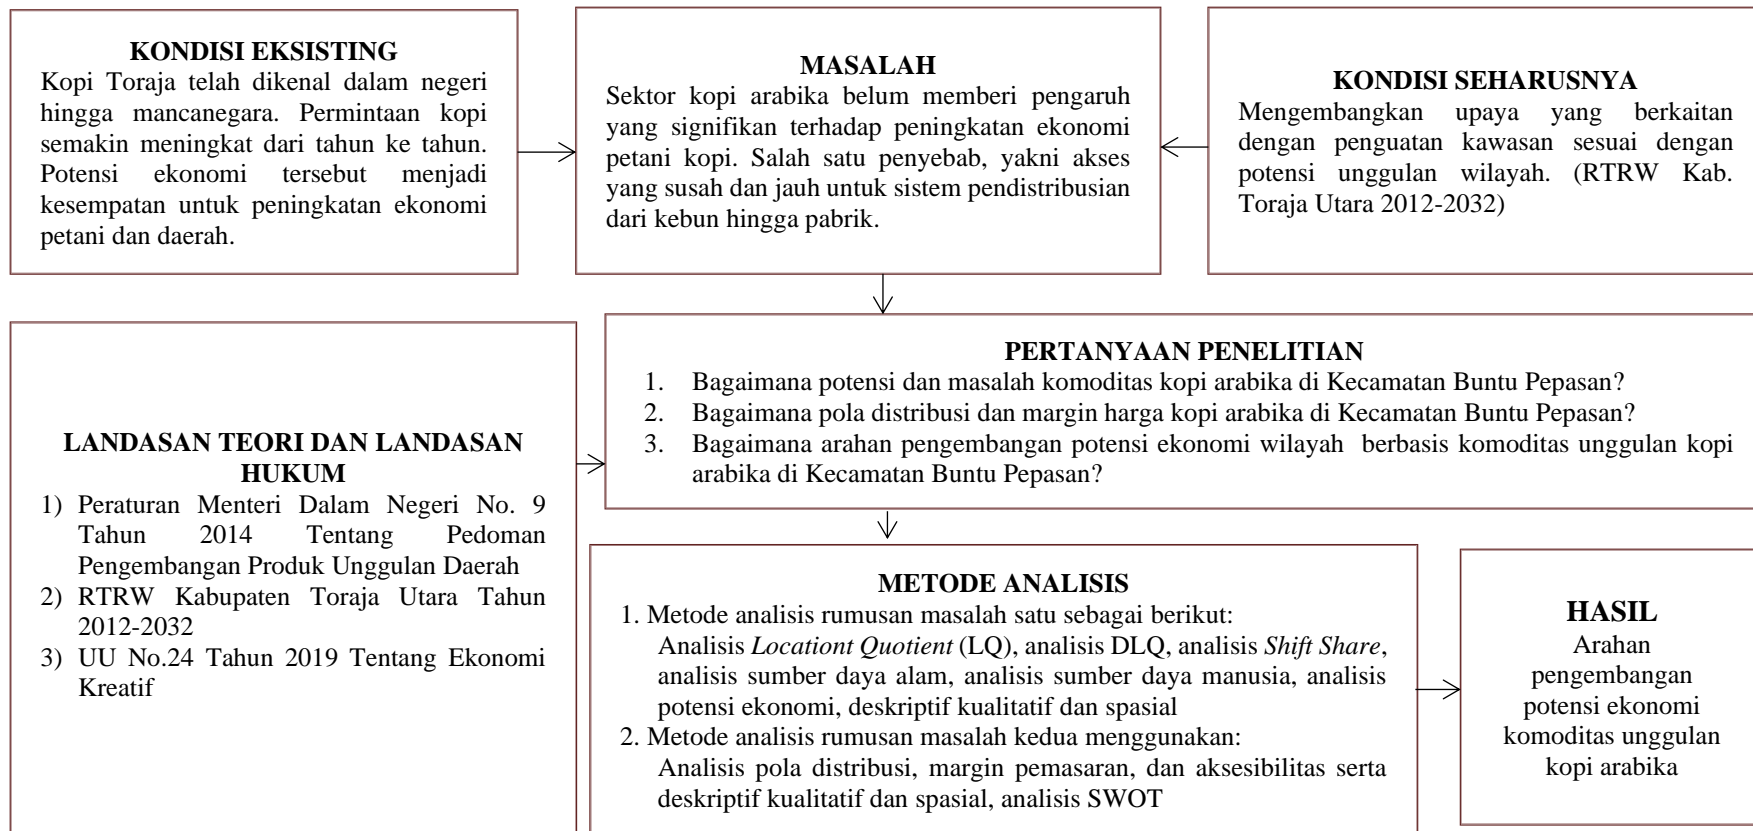 KONDISI EKSISTING
Kopi Toraja telah dikenal dalam negeri
hingga mancanegara. Permintaan kopi
semakin meningkat dari tahun ke tahun.
Potensi ekonomi tersebut menjadi
kesempatan untuk peningkatan ekonomi
petani dan daerah.
MASALAH
Sektor kopi arabika belum memberi pengaruh
yang signifikan terhadap peningkatan ekonomi
petani kopi. Salah satu penyebab, yakni akses
yang susah dan jauh untuk sistem pendistribusian
dari kebun hingga pabrik.
KONDISI SEHARUSNYA
Mengembangkan upaya yang berkaitan
dengan penguatan kawasan sesuai dengan
potensi unggulan wilayah. (RTRW Kab.
Toraja Utara 2012-2032)
LANDASAN TEORI DAN LANDASAN
HUKUM
1) Peraturan Menteri Dalam Negeri No. 9
Tahun 2014 Tentang Pedoman
Pengembangan Produk Unggulan Daerah
2) RTRW Kabupaten Toraja Utara Tahun
2012-2032
3) UU No.24 Tahun 2019 Tentang Ekonomi
Kreatif
PERTANYAAN PENELITIAN
1. Bagaimana potensi dan masalah komoditas kopi arabika di Kecamatan Buntu Pepasan?
2. Bagaimana pola distribusi dan margin harga kopi arabika di Kecamatan Buntu Pepasan?
3. Bagaimana arahan pengembangan potensi ekonomi wilayah berbasis komoditas unggulan kopi
arabika di Kecamatan Buntu Pepasan?
METODE ANALISIS
1. Metode analisis rumusan masalah satu sebagai berikut:
Analisis Locationt Quotient (LQ), analisis DLQ, analisis Shift Share,
analisis sumber daya alam, analisis sumber daya manusia, analisis
potensi ekonomi, deskriptif kualitatif dan spasial
2. Metode analisis rumusan masalah kedua menggunakan:
Analisis pola distribusi, margin pemasaran, dan aksesibilitas serta
deskriptif kualitatif dan spasial, analisis SWOT
HASIL
Arahan
pengembangan
potensi ekonomi
komoditas unggulan
kopi arabika